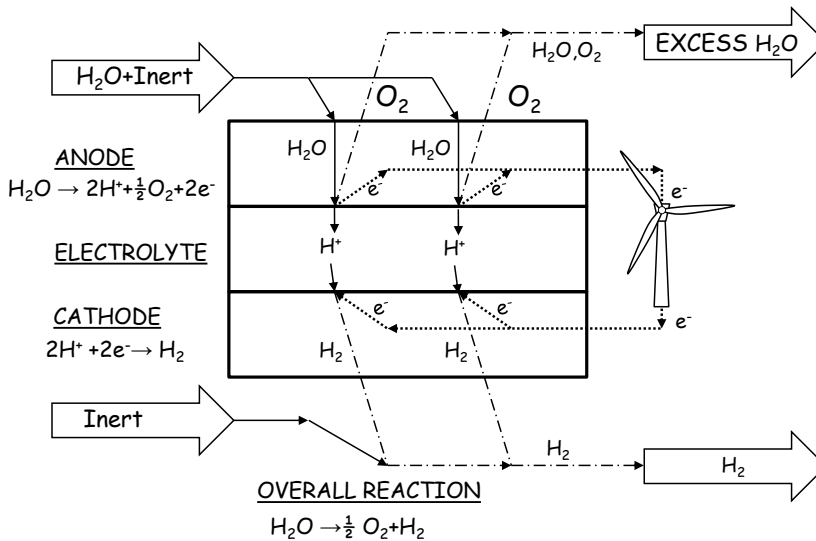 H₂O,O₂
EXCESS H₂O
H₂O+Inert
O₂
O₂
H₂O
H₂O
ANODE
H₂O → 2H⁺+½O₂+2e⁻
e⁻
e⁻
e⁻
H⁺
H⁺
ELECTROLYTE
CATHODE
2H⁺ +2e⁻→ H₂
e⁻
e⁻
e⁻
H₂
H₂
Inert
H₂
H₂
OVERALL REACTION
H₂O →½ O₂+H₂